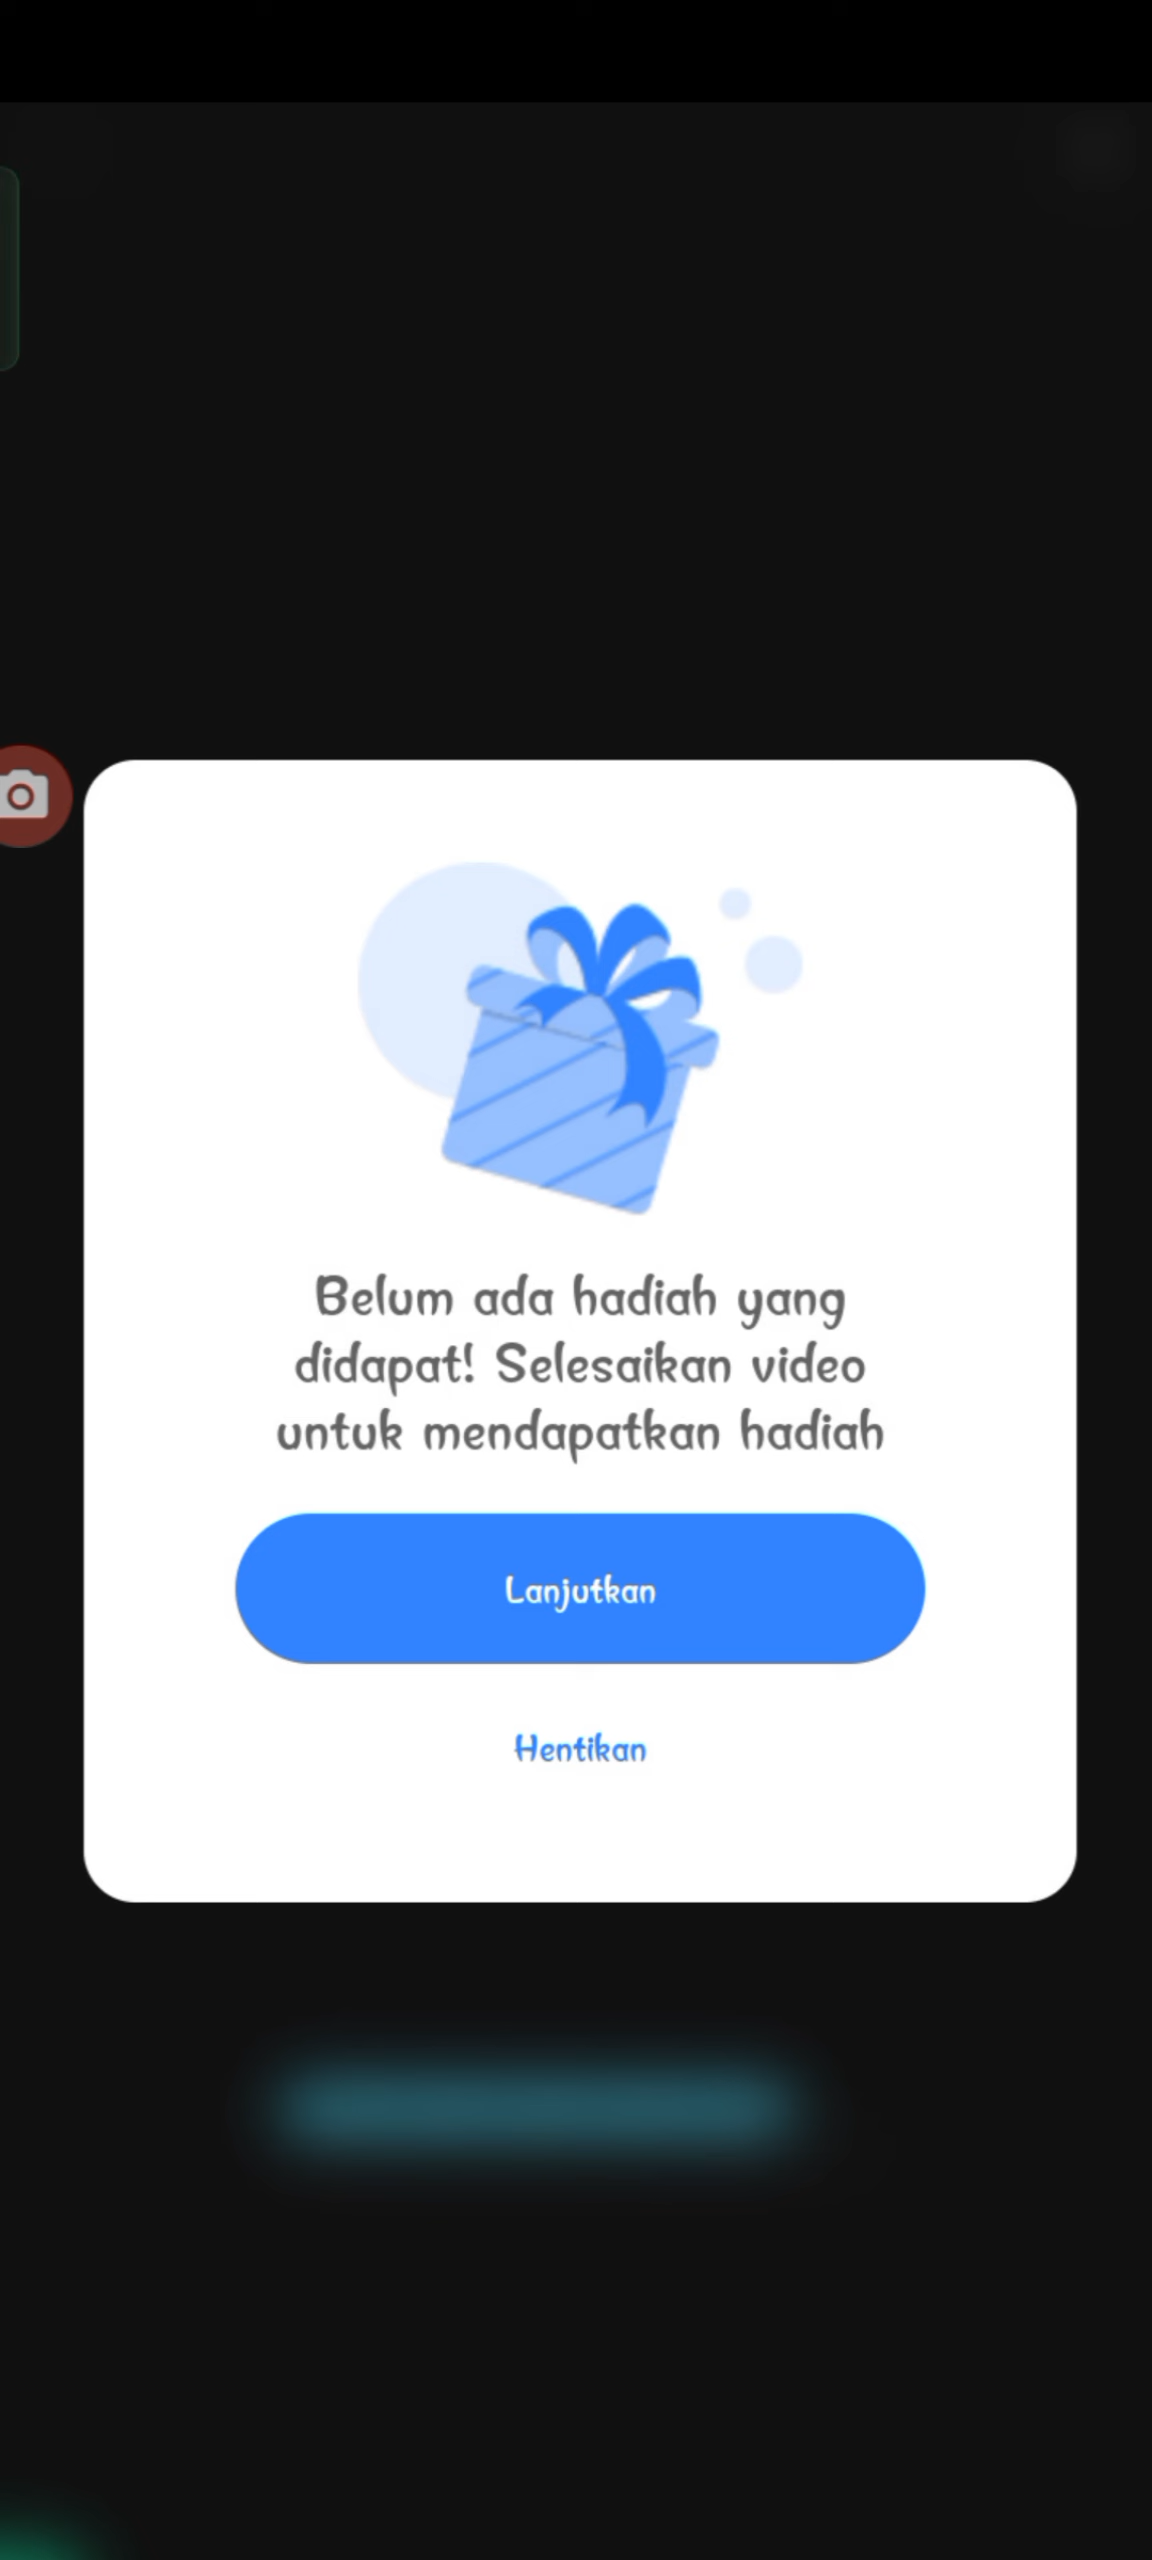 Belum ada hadiah yang
didapat! Selesaikan video
untuk mendapatkan hadiah
Lanjutkan
Hentikan